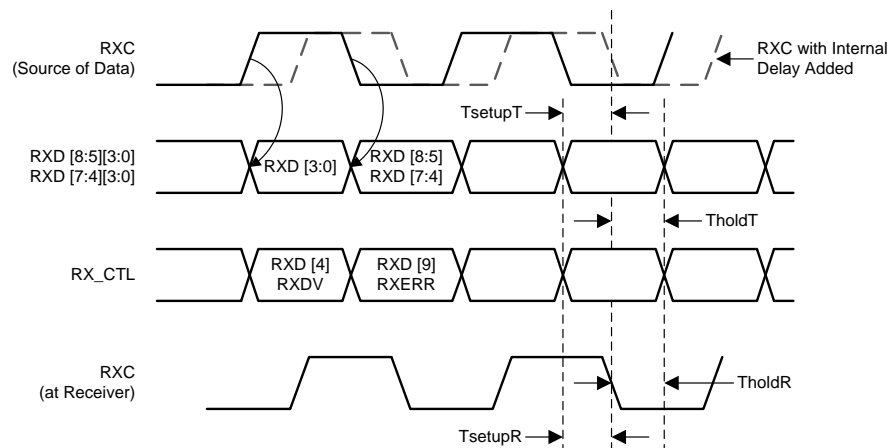 RXC
(Source of Data)
RXC with Internal
Delay Added
TsetupT
RXD [8:5][3:0]
RXD [7:4][3:0]
RXD [3:0]
RXD [8:5]
RXD [7:4]
TholdT
RX_CTL
RXD [4]
RXDV
RXD [9]
RXERR
RXC
(at Receiver)
TholdR
TsetupR